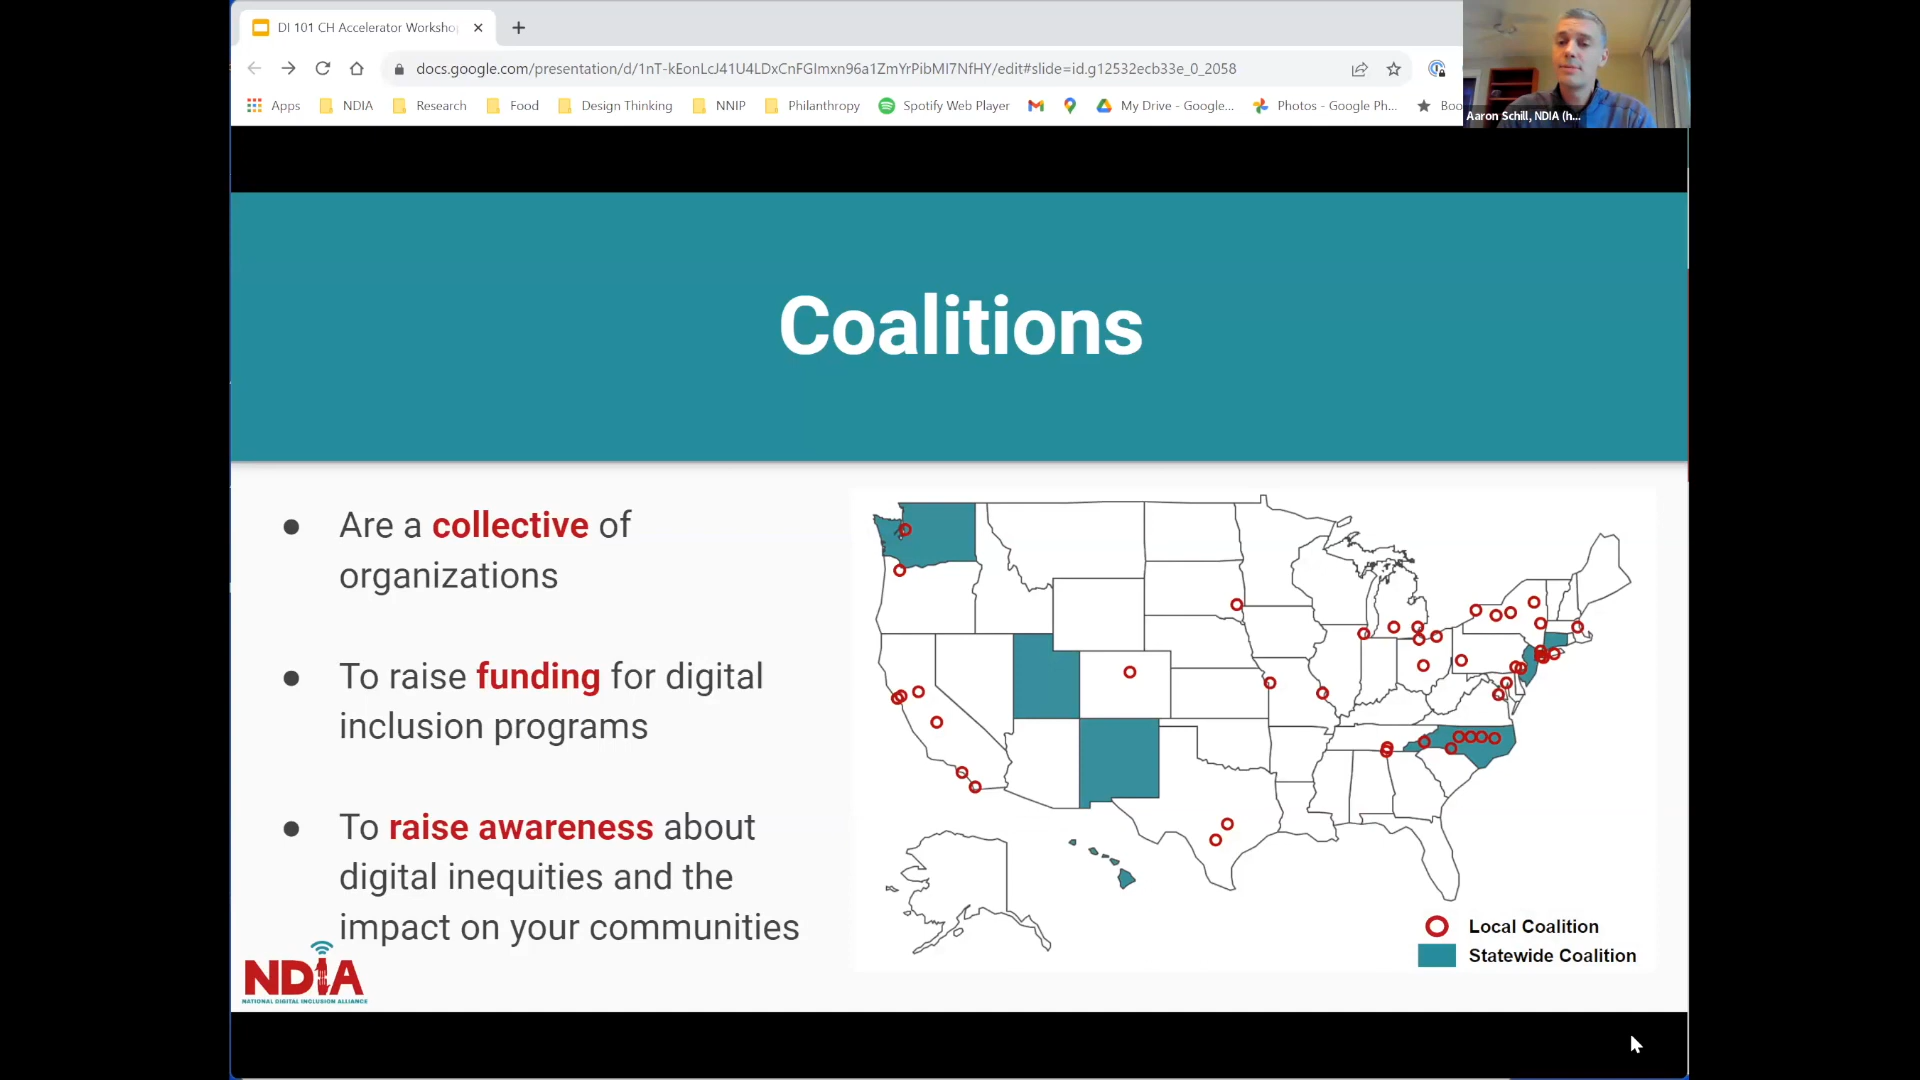 DI 101 CH Accelerator Workshop
docs.google.com/presentation/d/1nT-kEonLcJ41U4LDxCnFGlmxn96a1ZmYrPibMI7NfHY/edit#slide=id.g12532ecb33e_0_2058
Apps NDIA Research Food Design Thinking NNIP Philanthropy Spotify Web Player My Drive - Google... Photos - Google Ph... Boo
Aaron Schill, NDIA (h...
Coalitions
Are a collective of
organizations
To raise funding for digital
inclusion programs
To raise awareness about
digital inequities and the
impact on your communities
Local Coalition
Statewide Coalition
NDIA
NATIONAL DIGITAL INCLUSION ALLIANCE